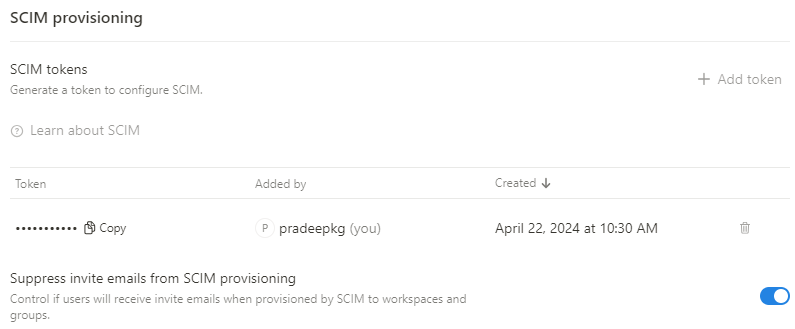 SCIM provisioning
SCIM tokens
Generate a token to configure SCIM.
+ Add token
Learn about SCIM
Token Added by Created ↓
••••••••••• Copy P pradeepkg (you) April 22, 2024 at 10:30 AM
Suppress invite emails from SCIM provisioning
Control if users will receive invite emails when provisioned by SCIM to workspaces and
groups.